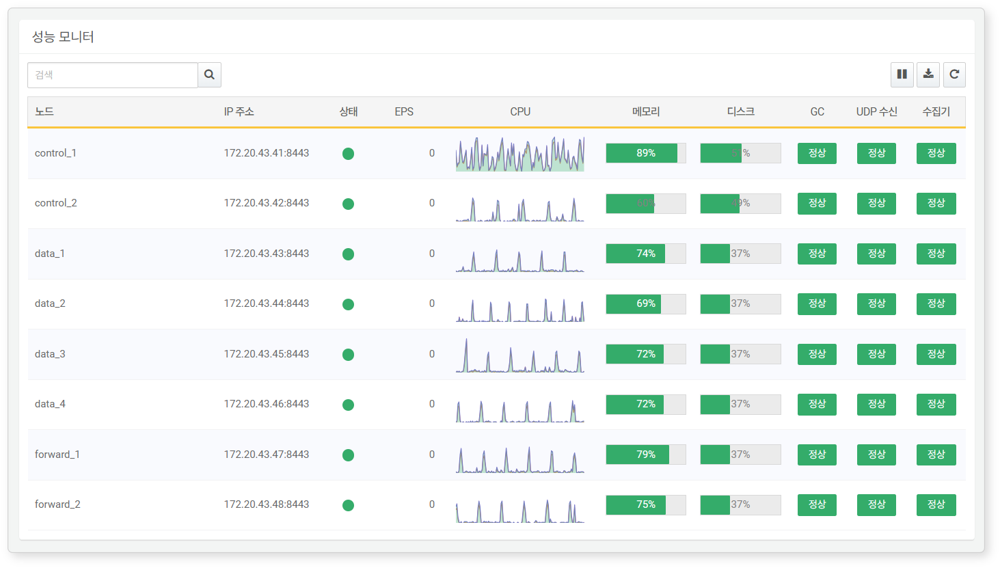 성능 모니터
검색
노드 IP 주소 상태 EPS CPU 메모리 디스크 GC UDP 수신 수집기
control_1 172.20.43.41:8443 0 89% 51% 정상 정상 정상
control_2 172.20.43.42:8443 0 49% 정상 정상 정상
data_1 172.20.43.43:8443 0 74% 37% 정상 정상 정상
data_2 172.20.43.44:8443 0 69% 37% 정상 정상 정상
data_3 172.20.43.45:8443 0 72% 37% 정상 정상 정상
data_4 172.20.43.46:8443 0 72% 37% 정상 정상 정상
forward_1 172.20.43.47:8443 0 79% 37% 정상 정상 정상
forward_2 172.20.43.48:8443 0 75% 37% 정상 정상 정상